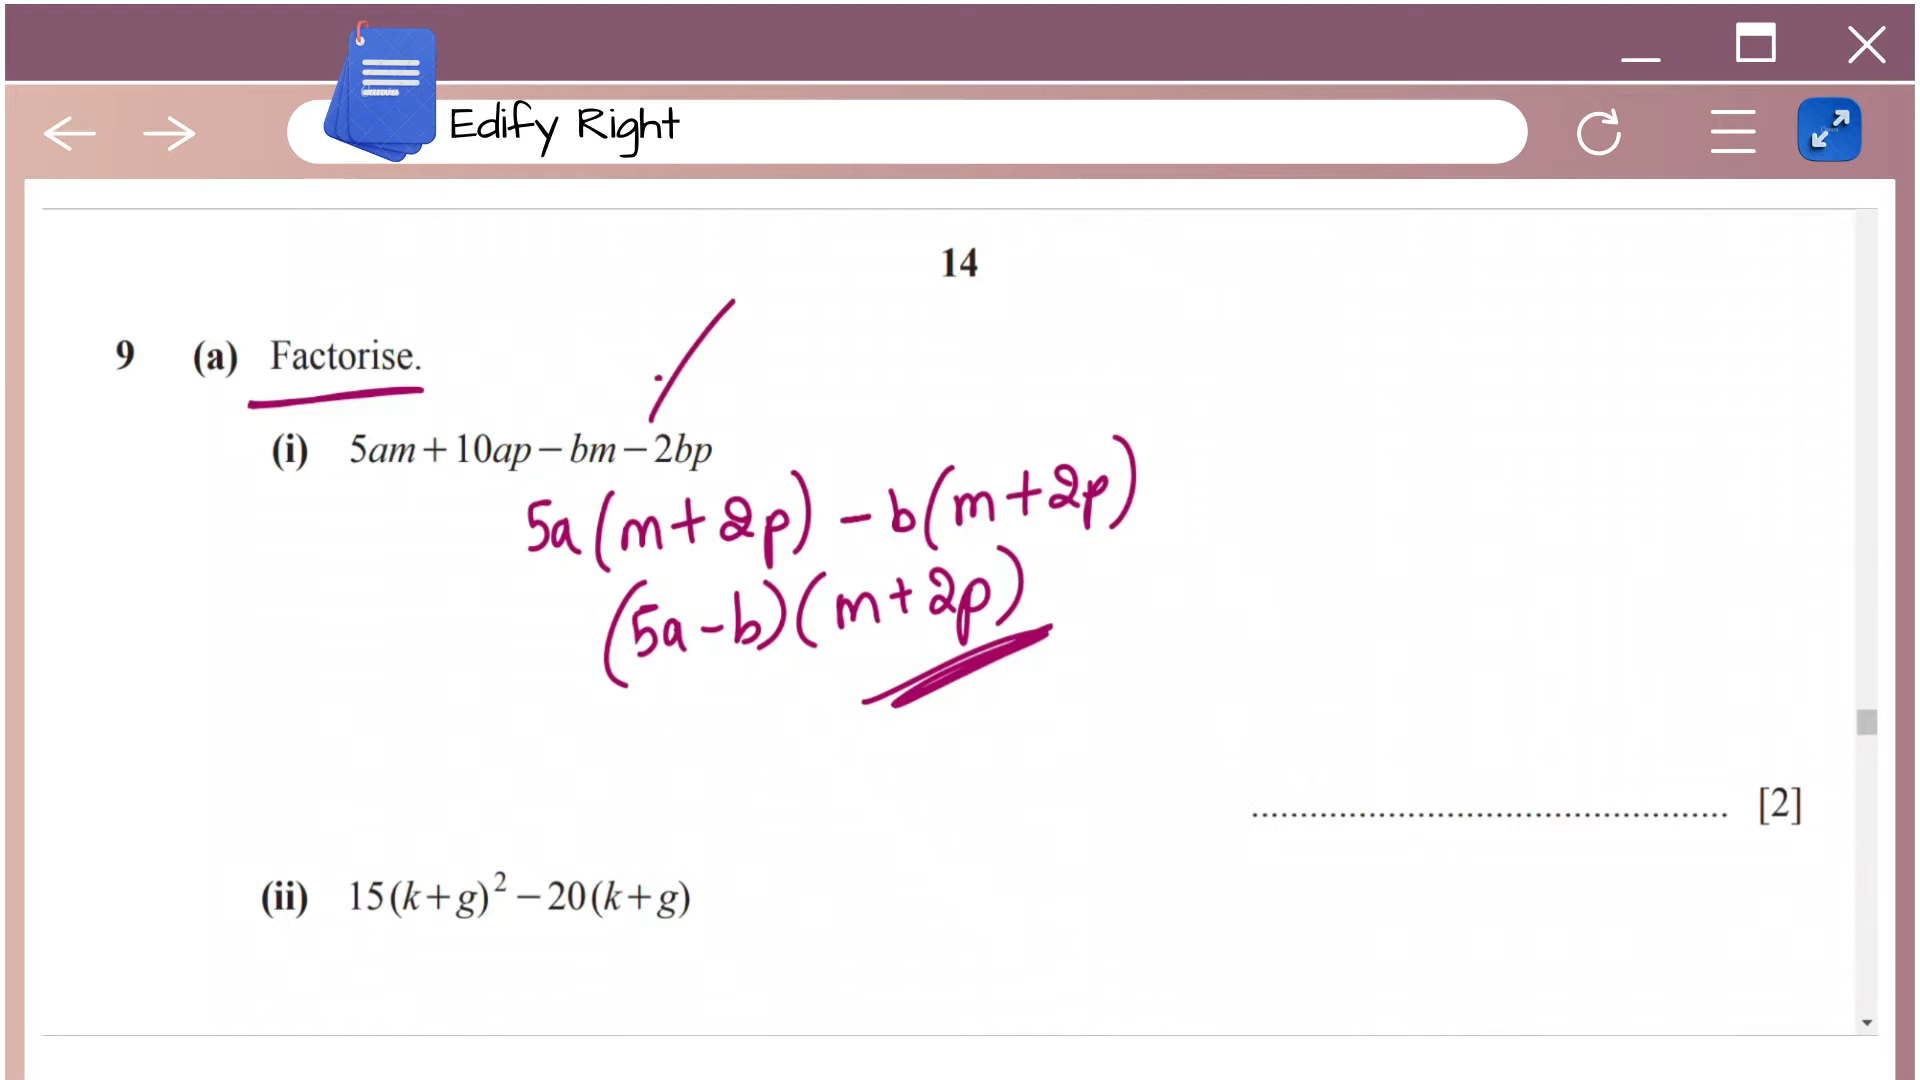 Edify Right
14
9 (a) Factorise.
(i) 5am + 10ap − bm − 2bp
5a(m+2p) − b(m+2p)
(5a−b)(m+2p)
[2]
(ii) 15(k+g)² − 20(k+g)